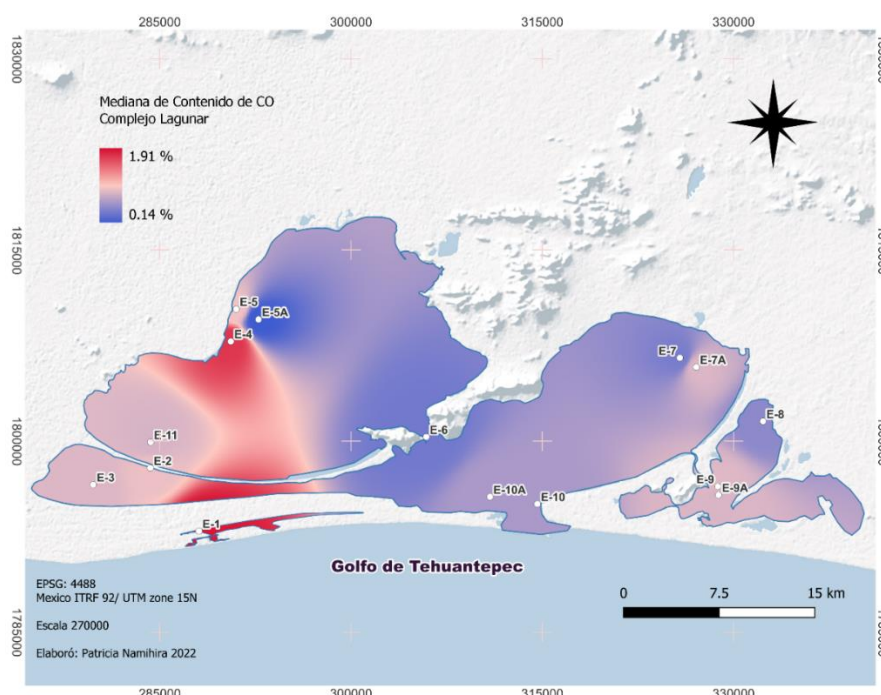 285000 300000 315000 330000
1830000
Mediana de Contenido de CO
Complejo Lagunar
1.91 %
0.14 %
1815000
E-5
E-5A
E-4
E-7
E-7A
E-8
E-6
E-11
1800000
E-2
E-3
E-9
E-9A
E-10A
E-10
E-1
Golfo de Tehuantepec
EPSG: 4488
Mexico ITRF 92/ UTM zone 15N
0 7.5 15 km
Escala 270000
1785000
Elaboró: Patricia Namihira 2022
285000 300000 315000 330000